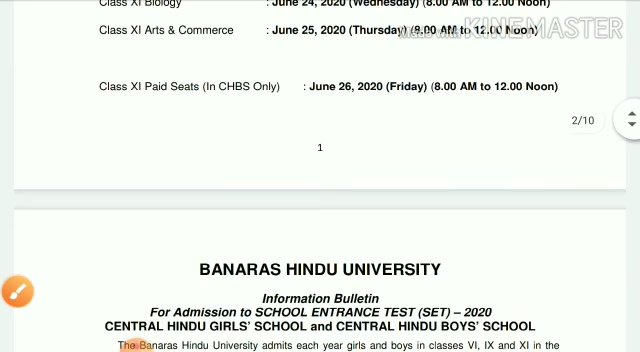 Class XI Biology : June 24, 2020 (Wednesday) (8.00 AM to 12.00 Noon)
Class XI Arts & Commerce : June 25, 2020 (Thursday) (8.00 AM to 12.00 Noon)
Made with KINEMASTER
Class XI Paid Seats (In CHBS Only) : June 26, 2020 (Friday) (8.00 AM to 12.00 Noon)
2/10
1
BANARAS HINDU UNIVERSITY
Information Bulletin
For Admission to SCHOOL ENTRANCE TEST (SET) – 2020
CENTRAL HINDU GIRLS' SCHOOL and CENTRAL HINDU BOYS' SCHOOL
The Banaras Hindu University admits each year girls and boys in classes VI, IX and XI in the